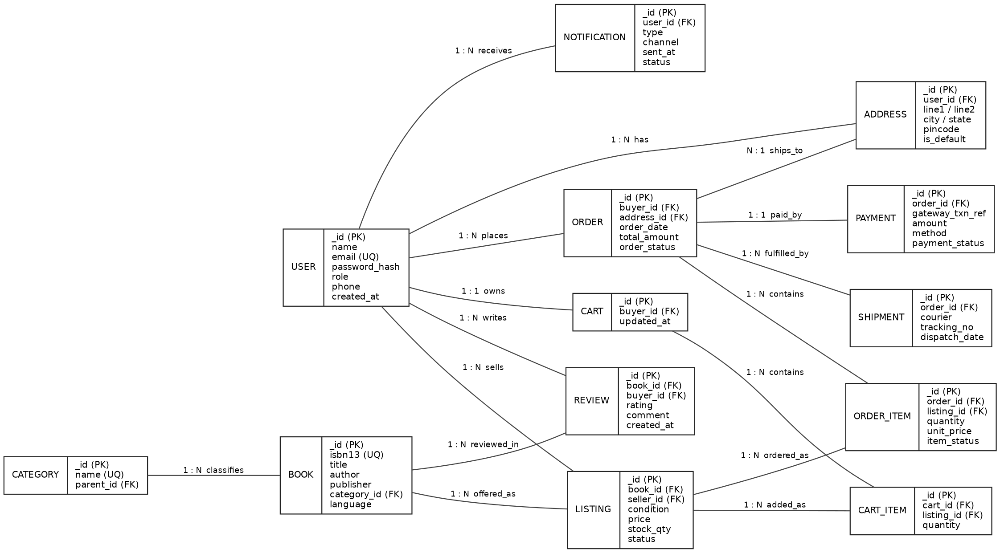 NOTIFICATION
_id (PK)
user_id (FK)
type
channel
sent_at
status
1 : N  receives
ADDRESS
_id (PK)
user_id (FK)
line1 / line2
city / state
pincode
is_default
1 : N  has
N : 1  ships_to
USER
_id (PK)
name
email (UQ)
password_hash
role
phone
created_at
1 : N  places
ORDER
_id (PK)
buyer_id (FK)
address_id (FK)
order_date
total_amount
order_status
1 : 1  paid_by
PAYMENT
_id (PK)
order_id (FK)
gateway_txn_ref
amount
method
payment_status
1 : N  fulfilled_by
SHIPMENT
_id (PK)
order_id (FK)
courier
tracking_no
dispatch_date
1 : 1  owns
CART
_id (PK)
buyer_id (FK)
updated_at
1 : N  contains
1 : N  writes
1 : N  sells
REVIEW
_id (PK)
book_id (FK)
buyer_id (FK)
rating
comment
created_at
1 : N  contains
ORDER_ITEM
_id (PK)
order_id (FK)
listing_id (FK)
quantity
unit_price
item_status
CATEGORY
_id (PK)
name (UQ)
parent_id (FK)
1 : N  classifies
BOOK
_id (PK)
isbn13 (UQ)
title
author
publisher
category_id (FK)
language
1 : N  reviewed_in
1 : N  offered_as
LISTING
_id (PK)
book_id (FK)
seller_id (FK)
condition
price
stock_qty
status
1 : N  ordered_as
1 : N  added_as
CART_ITEM
_id (PK)
cart_id (FK)
listing_id (FK)
quantity